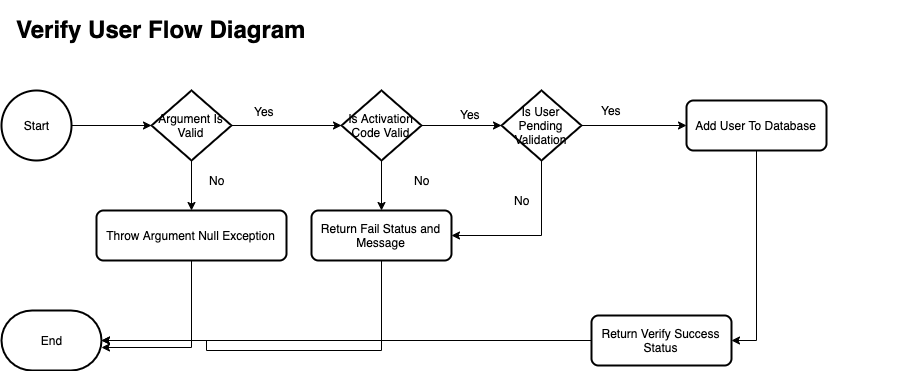 Verify User Flow Diagram
Start
Argument Is
Valid
Yes
Is Activation
Code Valid
Yes
Is User
Pending
Validation
Yes
Add User To Database
No
No
No
Throw Argument Null Exception
Return Fail Status and
Message
End
Return Verify Success
Status